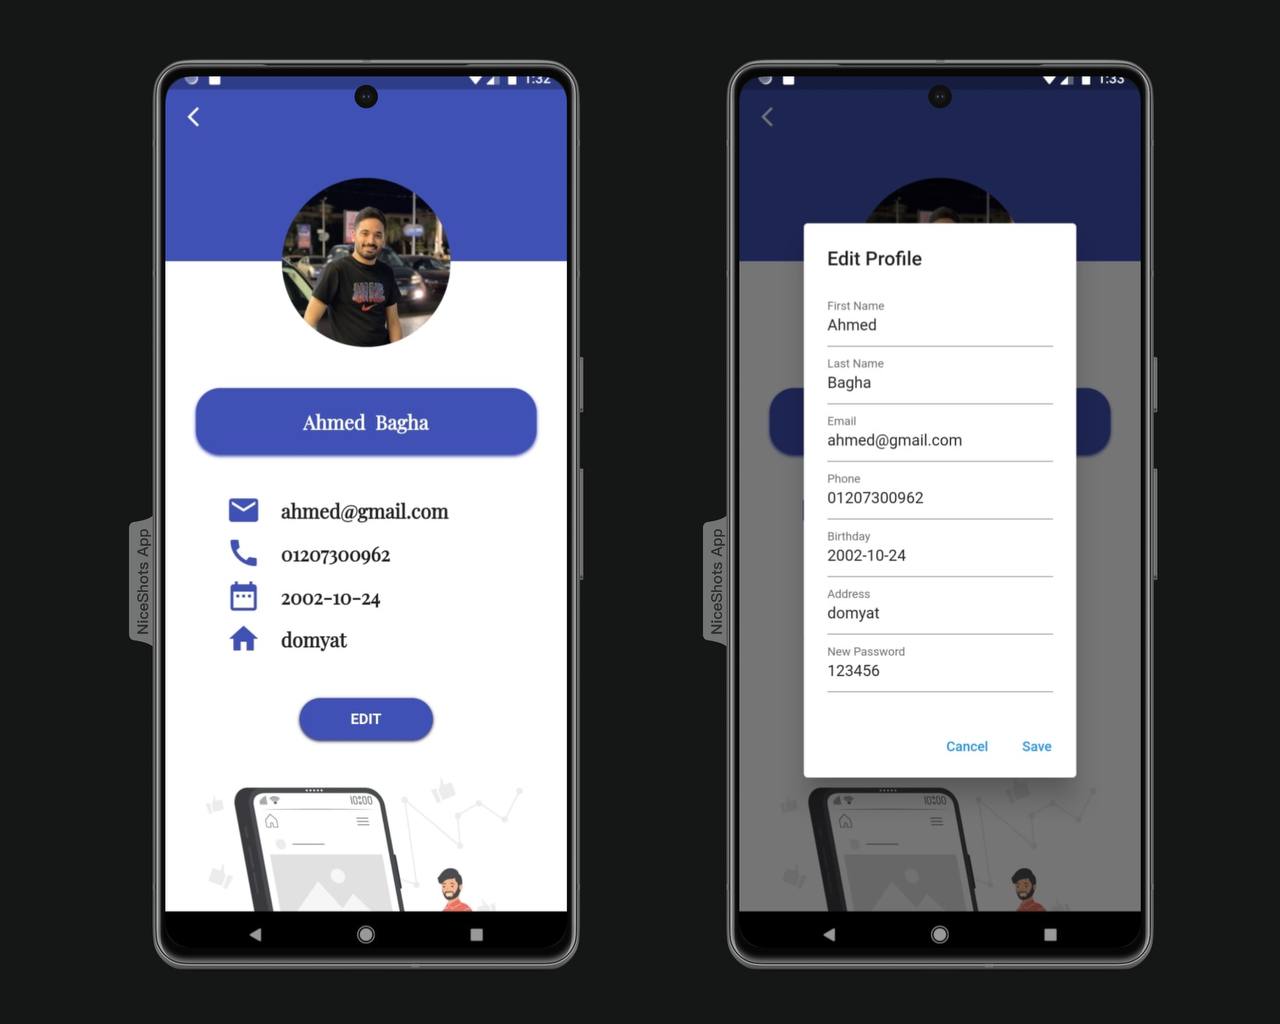 1:32
Ahmed Bagha
ahmed@gmail.com
01207300962
2002-10-24
domyat
EDIT
10:00
NiceShots App
1:33
Edit Profile
First Name
Ahmed
Last Name
Bagha
Email
ahmed@gmail.com
Phone
01207300962
Birthday
2002-10-24
Address
domyat
New Password
123456
Cancel
Save
10:00
NiceShots App